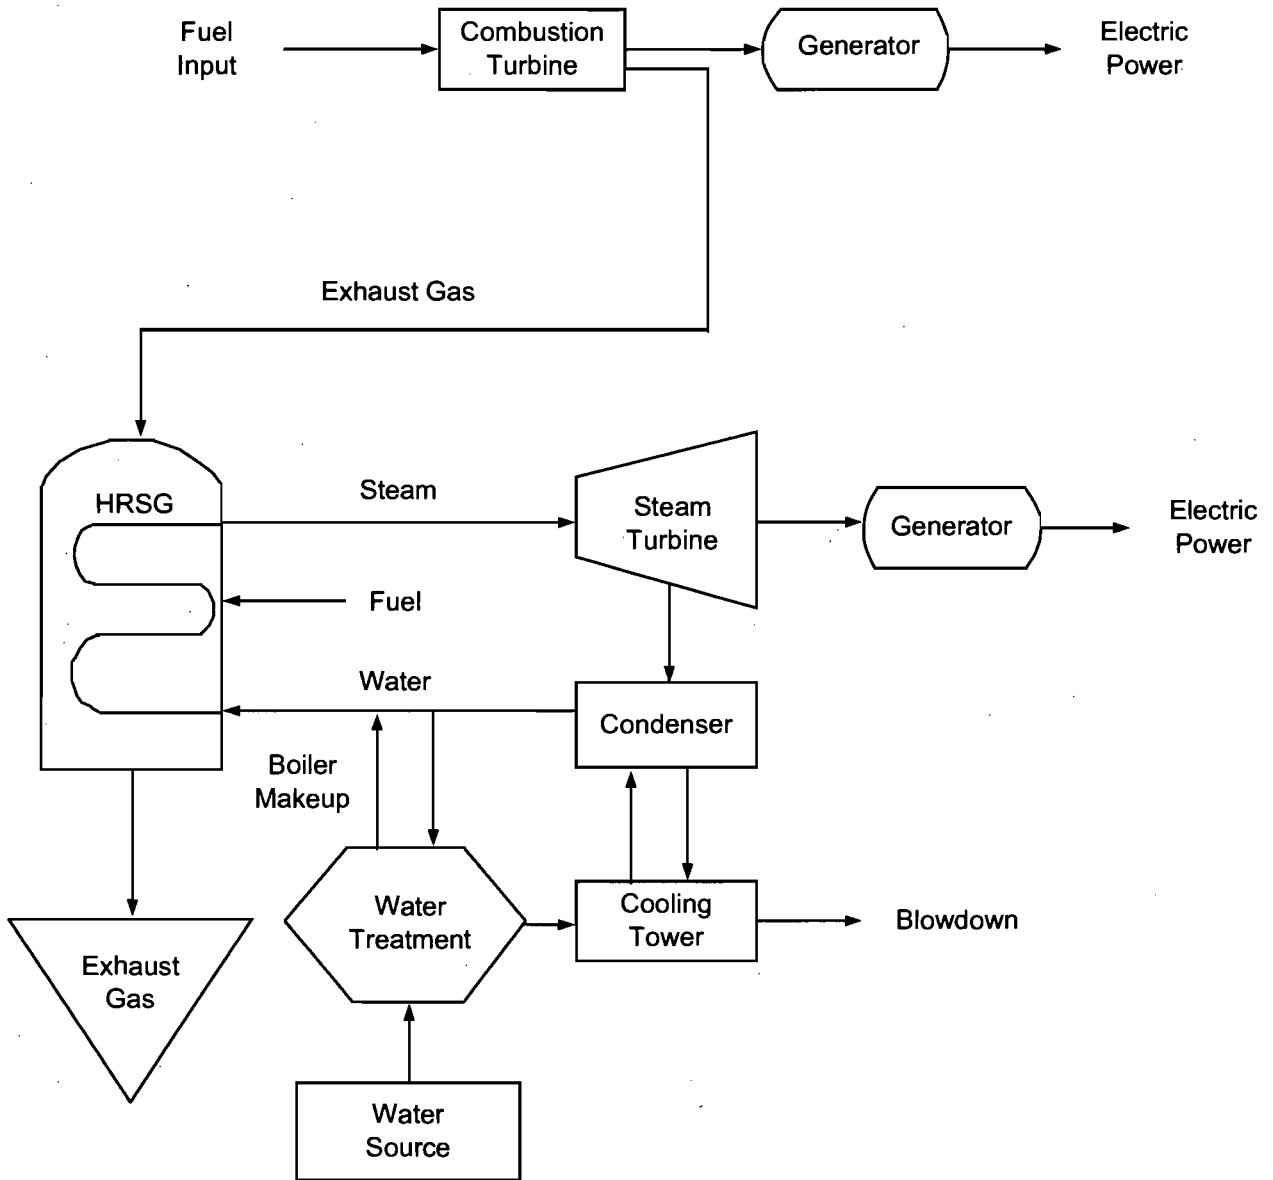 Fuel
Input
Combustion
Turbine
Generator
Electric
Power
Exhaust Gas
HRSG
Steam
Steam
Turbine
Generator
Electric
Power
Fuel
Water
Condenser
Boiler
Makeup
Water
Treatment
Cooling
Tower
Blowdown
Exhaust
Gas
Water
Source